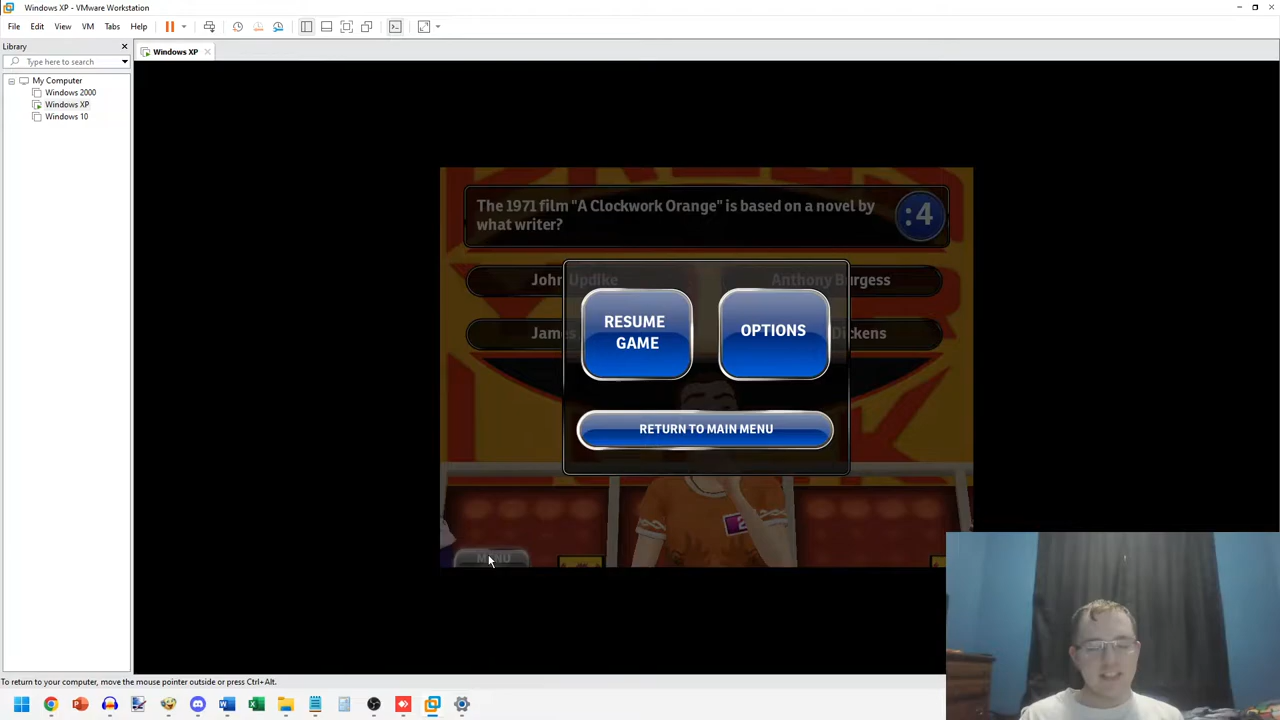 Windows XP - VMware Workstation
File Edit View VM Tabs Help
Library
Type here to search
My Computer
Windows 2000
Windows XP
Windows 10
Windows XP
The 1971 film "A Clockwork Orange" is based on a novel by
what writer?
:4
John Updike
Anthony Burgess
James
Dickens
RESUME
GAME
OPTIONS
RETURN TO MAIN MENU
MENU
To return to your computer, move the mouse pointer outside or press Ctrl+Alt.